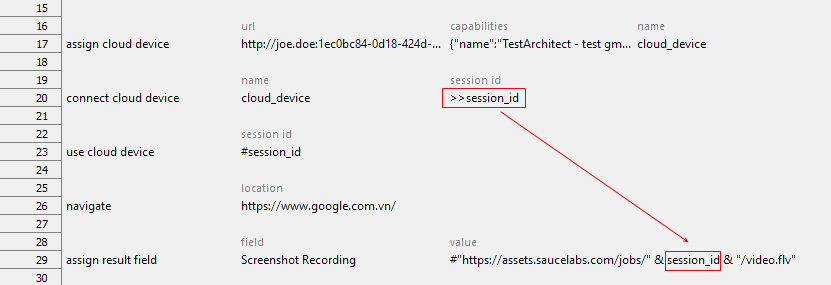 15
16 url capabilities name
17 assign cloud device http://joe.doe:1ec0bc84-0d18-424d-... {"name":"TestArchitect - test gm... cloud_device
18
19 name session id
20 connect cloud device cloud_device >>session_id
21
22 session id
23 use cloud device #session_id
24
25 location
26 navigate https://www.google.com.vn/
27
28 field value
29 assign result field Screenshot Recording #"https://assets.saucelabs.com/jobs/" & session_id & "/video.flv"
30